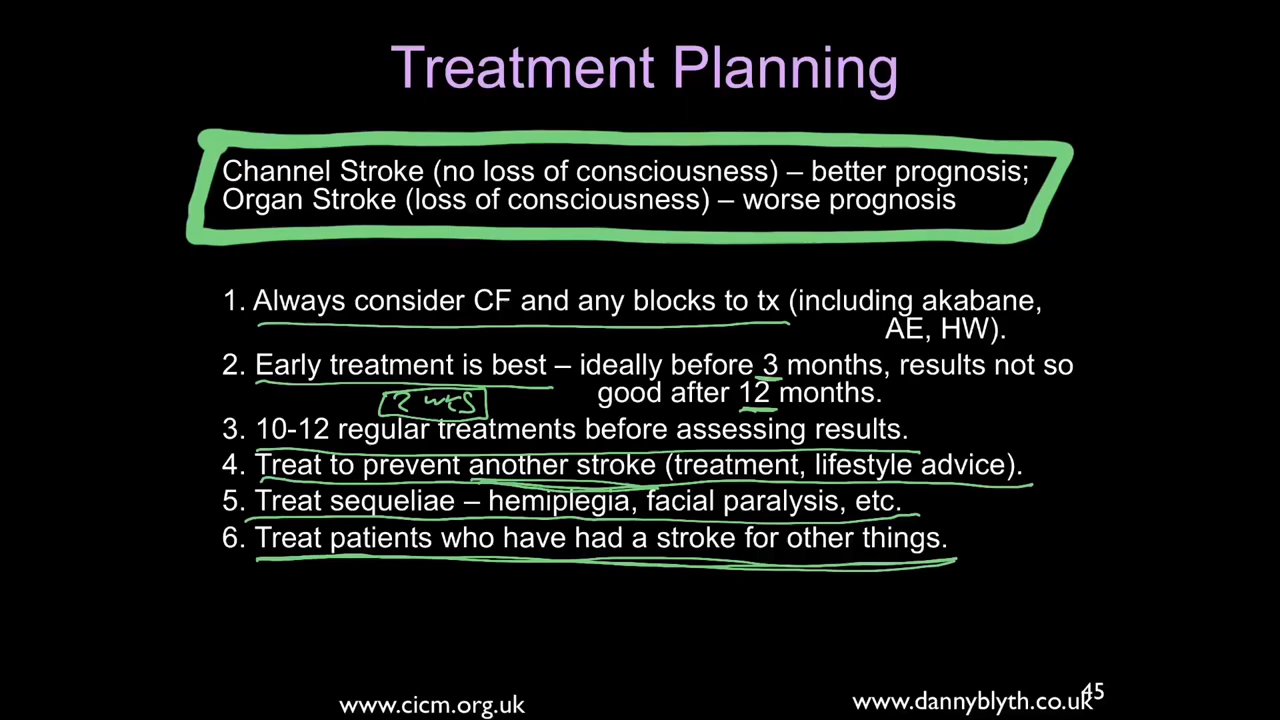 Treatment Planning
Channel Stroke (no loss of consciousness) – better prognosis;
Organ Stroke (loss of consciousness) – worse prognosis
1. Always consider CF and any blocks to tx (including akabane,
AE, HW).
2. Early treatment is best – ideally before 3 months, results not so
good after 12 months.
2 wks
3. 10-12 regular treatments before assessing results.
4. Treat to prevent another stroke (treatment, lifestyle advice).
5. Treat sequeliae – hemiplegia, facial paralysis, etc.
6. Treat patients who have had a stroke for other things.
www.cicm.org.uk
www.dannyblyth.co.uk
45